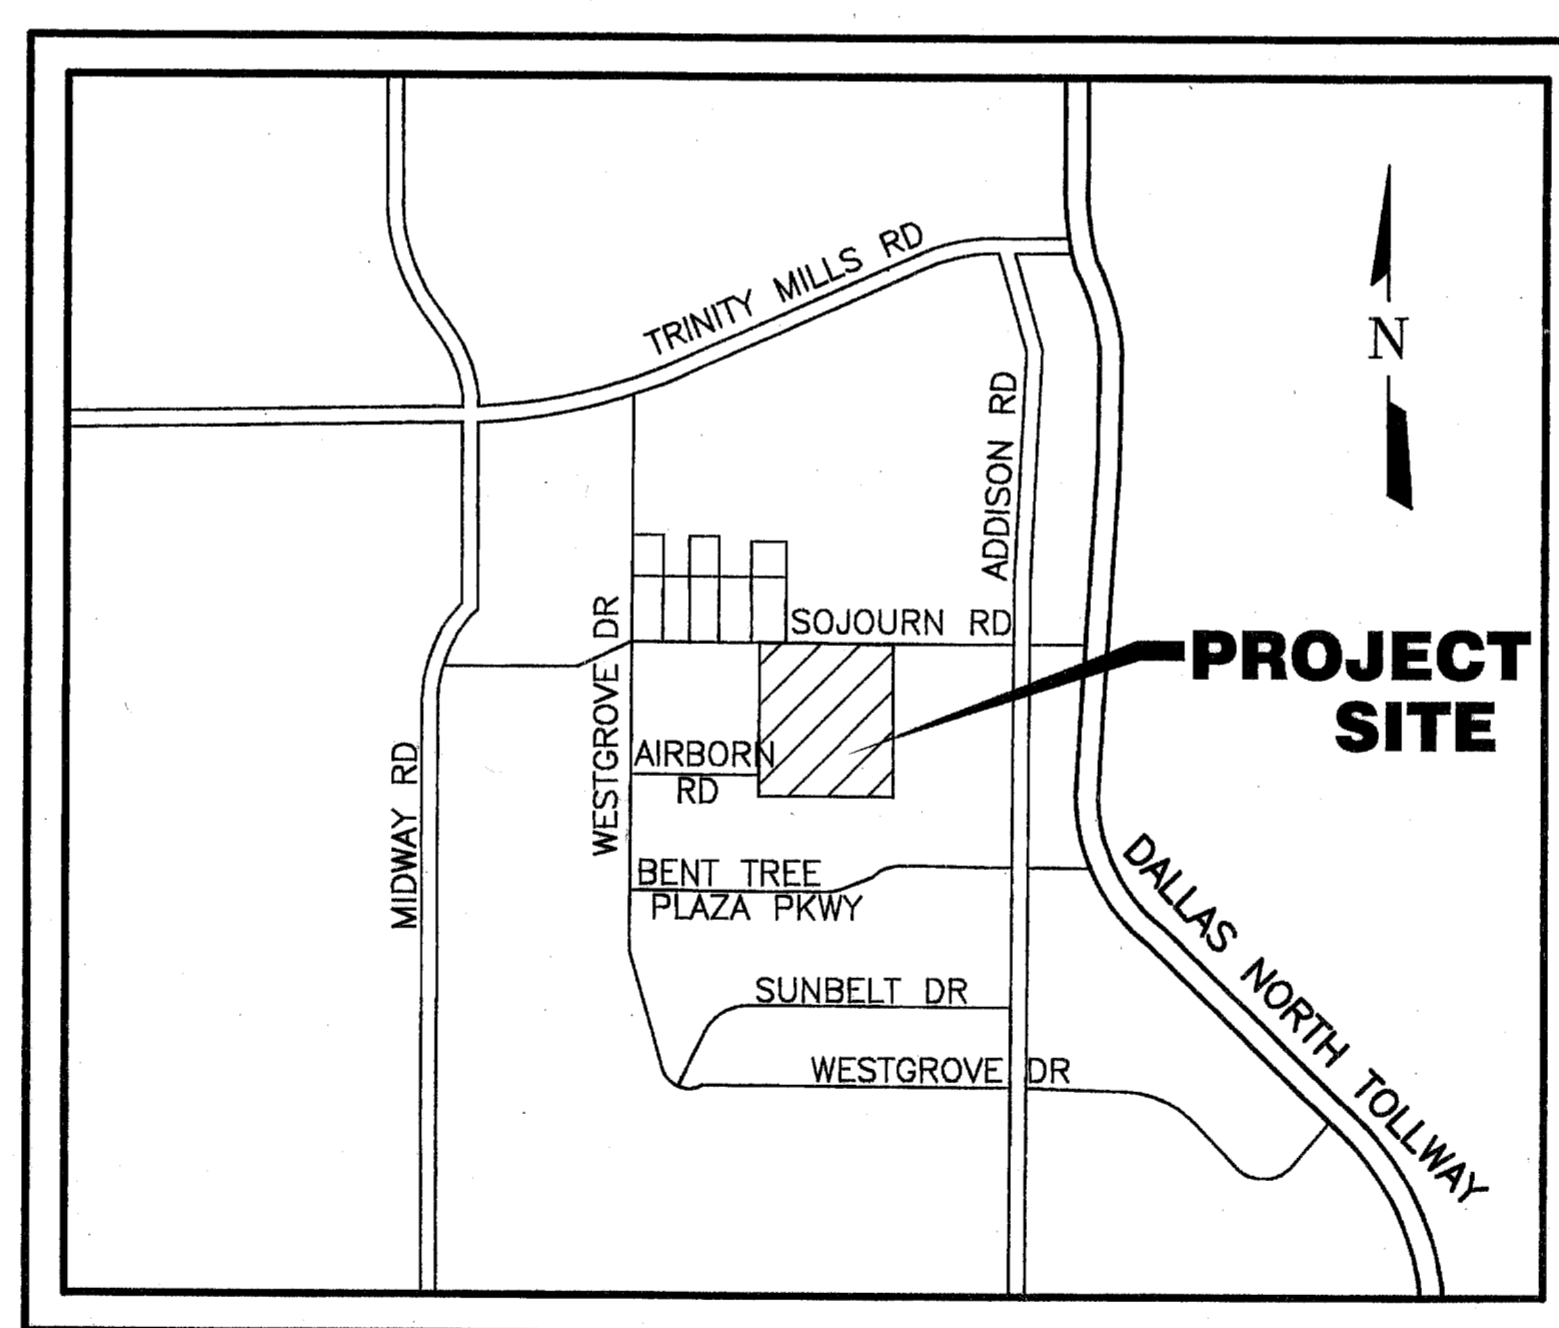 TRINITY MILLS RD
N
ADDISON RD
SOJOURN RD
WESTGROVE DR
PROJECT
SITE
AIRBORN
RD
MIDWAY RD
BENT TREE
PLAZA PKWY
DALLAS NORTH TOLLWAY
SUNBELT DR
WESTGROVE DR